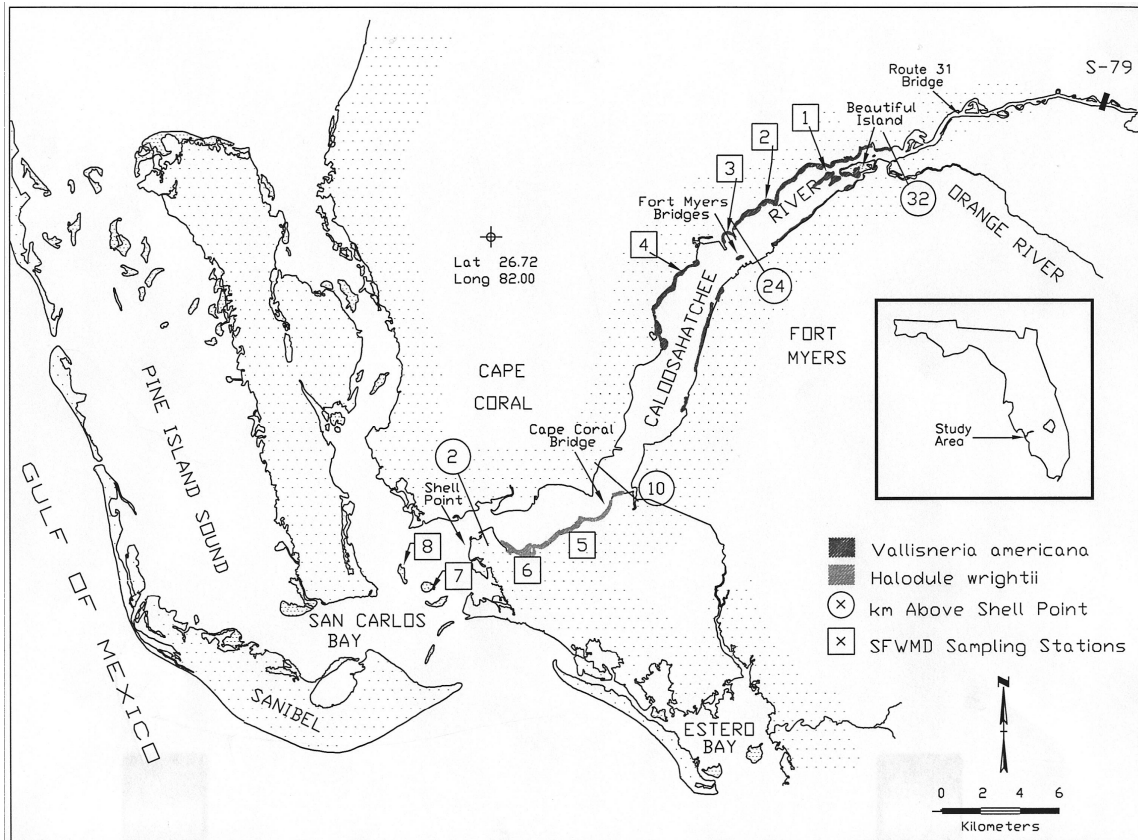 S-79
Route 31
Bridge
Beautiful
Island
1
2
3
32
Fort Myers
Bridges
RIVER
ORANGE RIVER
4
Lat 26.72
Long 82.00
24
CALOOSAHATCHEE
FORT
MYERS
CAPE
CORAL
PINE ISLAND SOUND
Study
Area
Cape Coral
Bridge
2
Shell
Point
10
GULF OF MEXICO
8
7
6
5
Vallisneria americana
Halodule wrightii
× km Above Shell Point
× SFWMD Sampling Stations
SAN CARLOS
BAY
SANIBEL
ESTERO
BAY
N
0 2 4 6
Kilometers